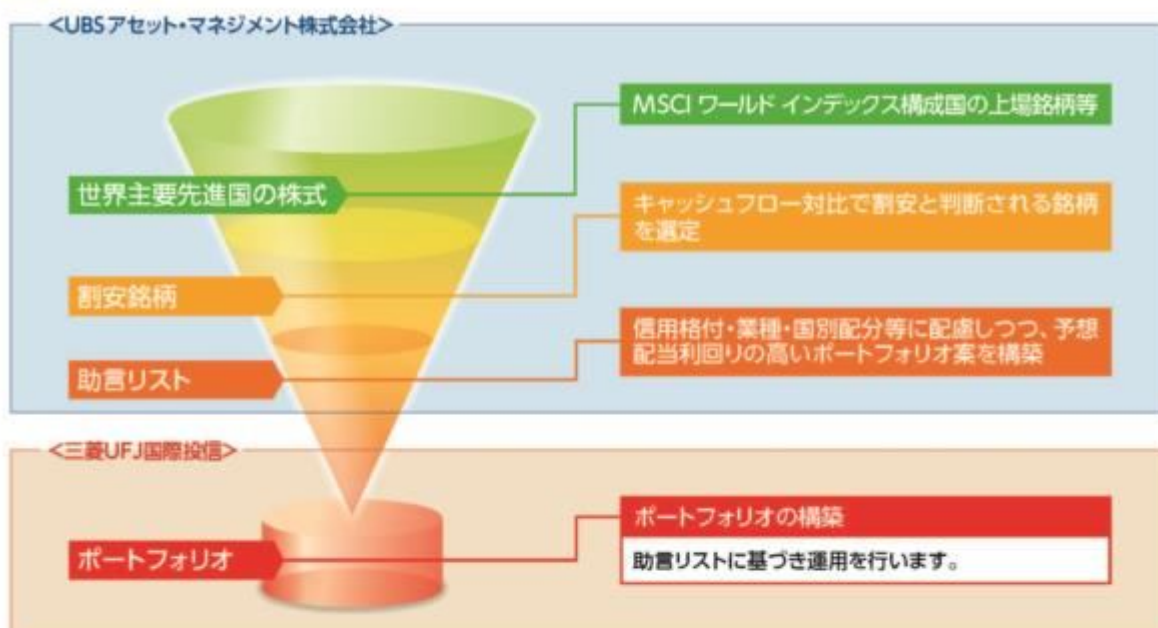 <UBSアセット・マネジメント株式会社>
MSCI ワールド インデックス構成国の上場銘柄等
世界主要先進国の株式
キャッシュフロー対比で割安と判断される銘柄
を選定
割安銘柄
信用格付・業種・国別配分等に配慮しつつ、予想
配当利回りの高いポートフォリオ案を構築
助言リスト
<三菱UFJ国際投信>
ポートフォリオの構築
ポートフォリオ
助言リストに基づき運用を行います。